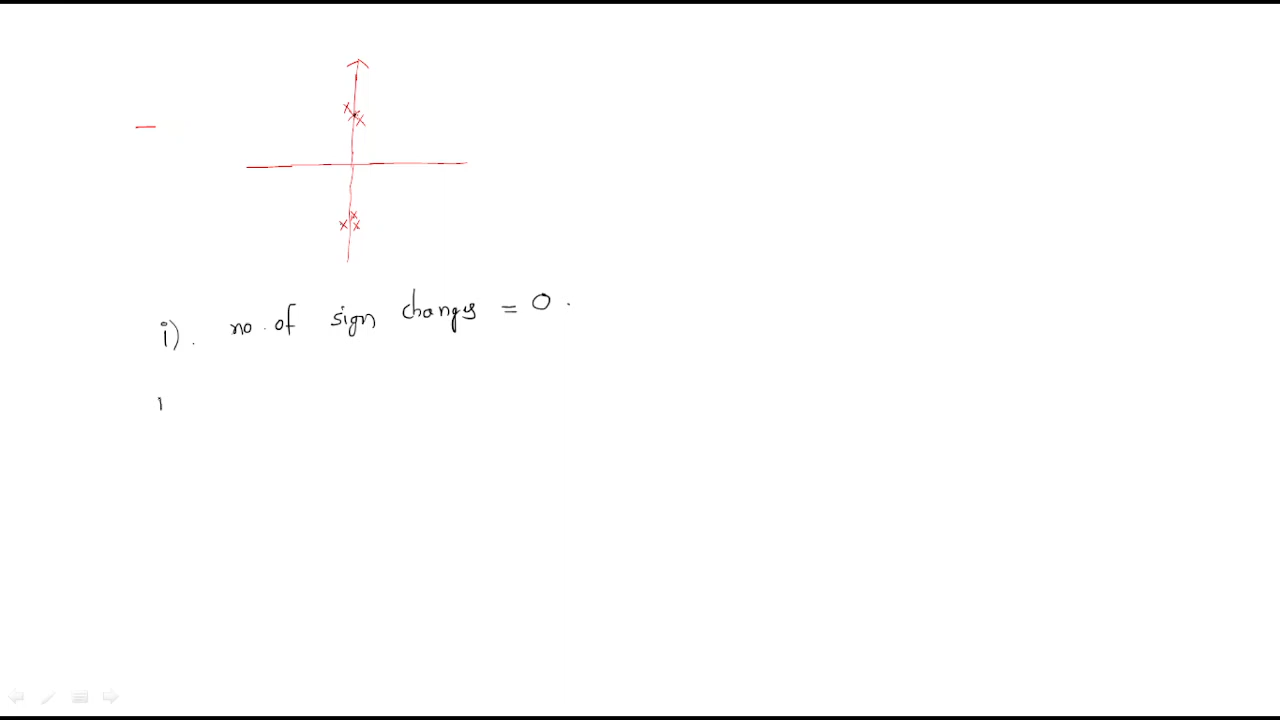 i). no. of sign changes = 0.